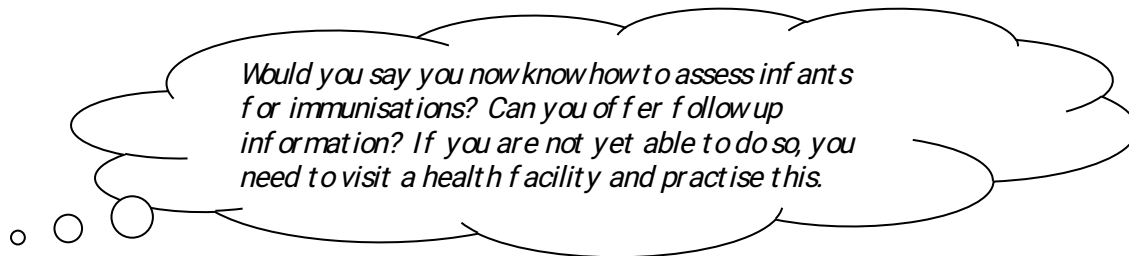 Would you say you now know how to assess infants
for immunisations? Can you offer follow up
information? If you are not yet able to do so, you
need to visit a health facility and practise this.